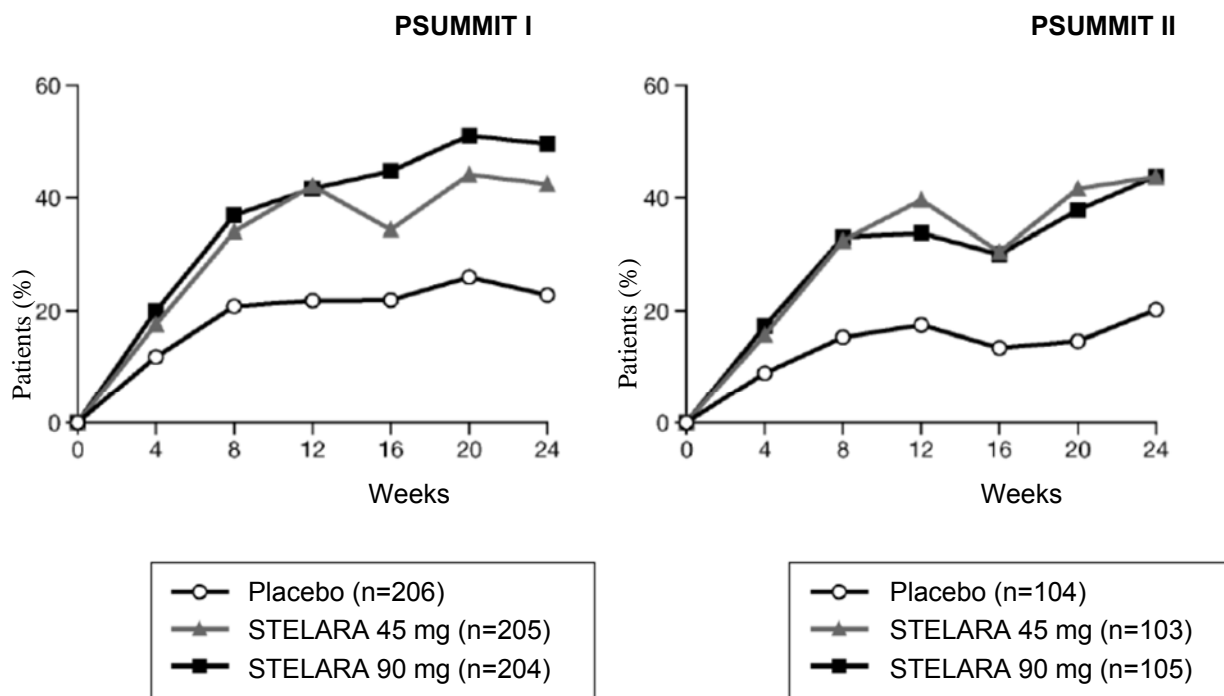 PSUMMIT I
60
40
20
0
Patients (%)
0 4 8 12 16 20 24
Weeks
Placebo (n=206)
STELARA 45 mg (n=205)
STELARA 90 mg (n=204)
PSUMMIT II
60
40
20
0
Patients (%)
0 4 8 12 16 20 24
Weeks
Placebo (n=104)
STELARA 45 mg (n=103)
STELARA 90 mg (n=105)